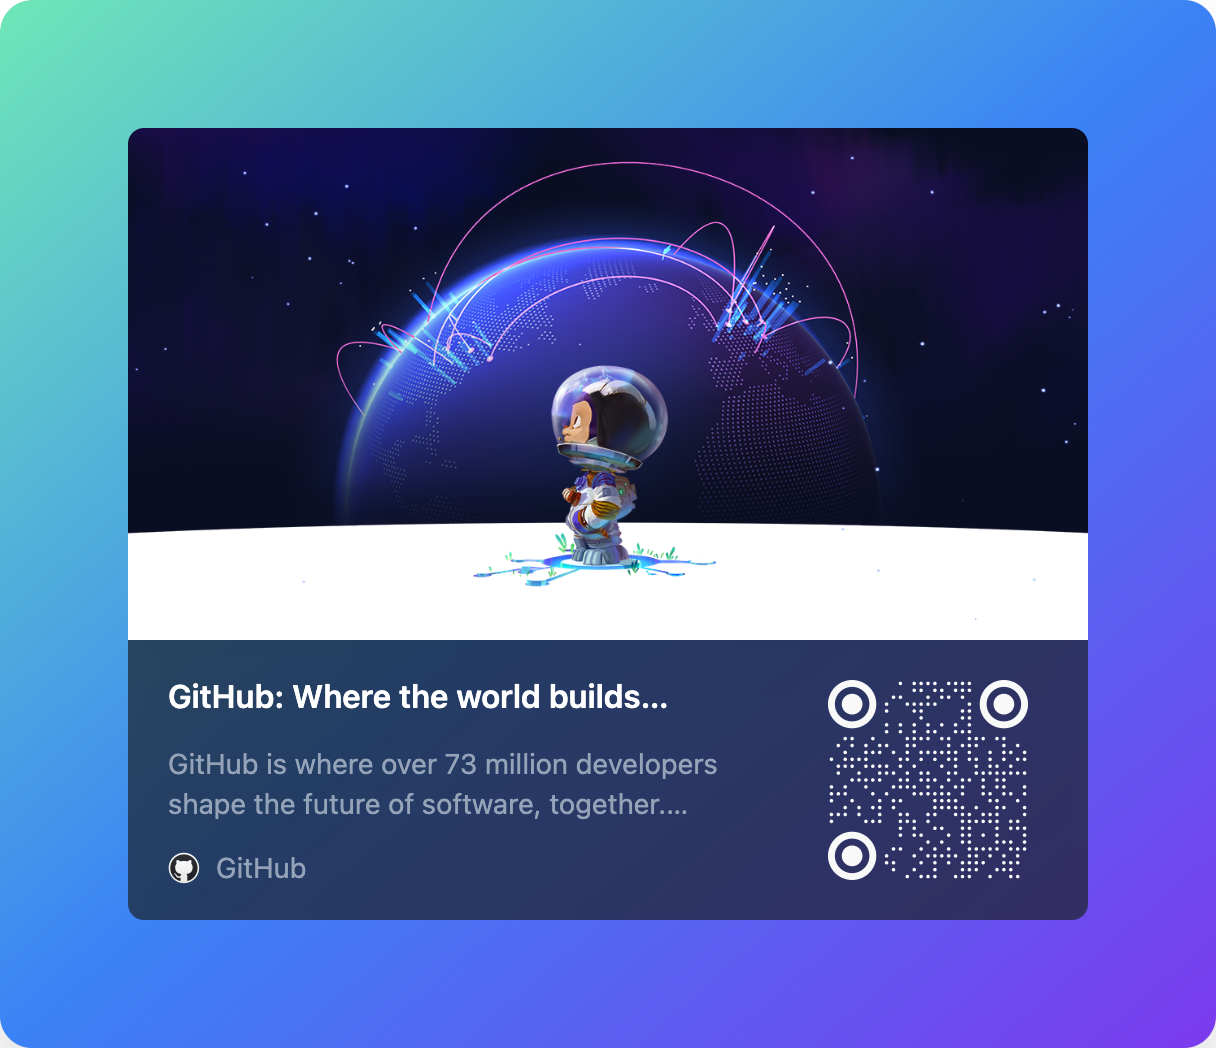 GitHub: Where the world builds...
GitHub is where over 73 million developers
shape the future of software, together....
GitHub